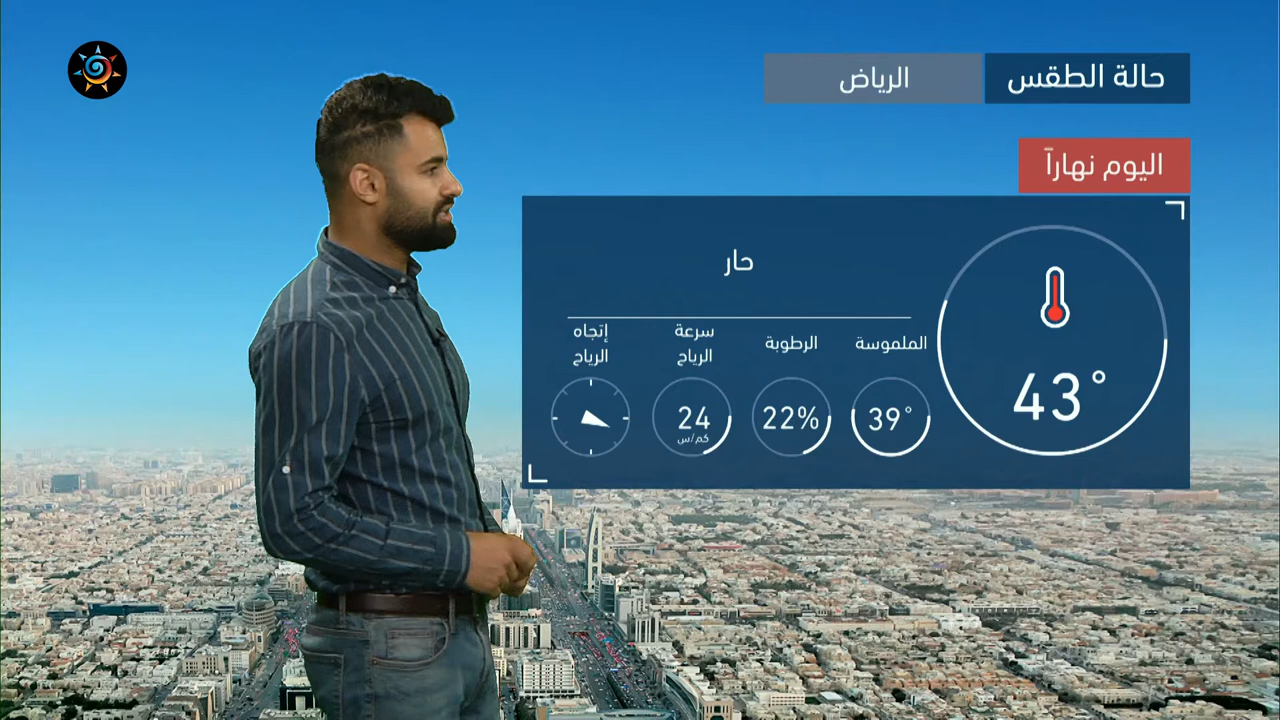 حالة الطقس
الرياض
اليوم نهاراً
حار
43°
الملموسة
39°
الرطوبة
22%
سرعة
الرياح
24
كم/س
إتجاه
الرياح